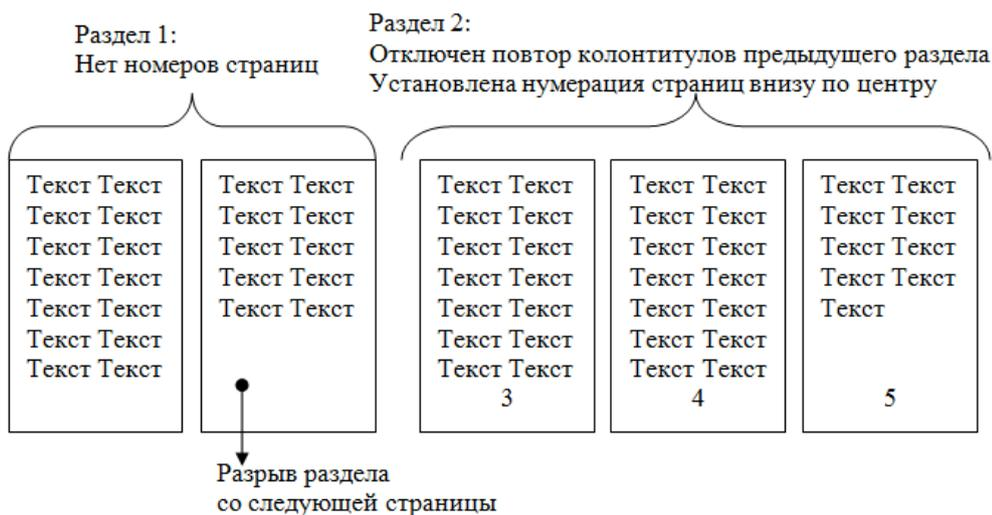 Раздел 1:
Нет номеров страниц
Раздел 2:
Отключен повтор колонтитулов предыдущего раздела
Установлена нумерация страниц внизу по центру
Текст Текст
Текст Текст
Текст Текст
Текст Текст
Текст Текст
Текст Текст
Текст Текст
Текст Текст
Текст Текст
Текст Текст
Текст Текст
Текст Текст
Разрыв раздела
со следующей страницы
Текст Текст
Текст Текст
Текст Текст
Текст Текст
Текст Текст
Текст Текст
Текст Текст
3
Текст Текст
Текст Текст
Текст Текст
Текст Текст
Текст Текст
Текст Текст
Текст Текст
4
Текст Текст
Текст Текст
Текст Текст
Текст Текст
Текст
5